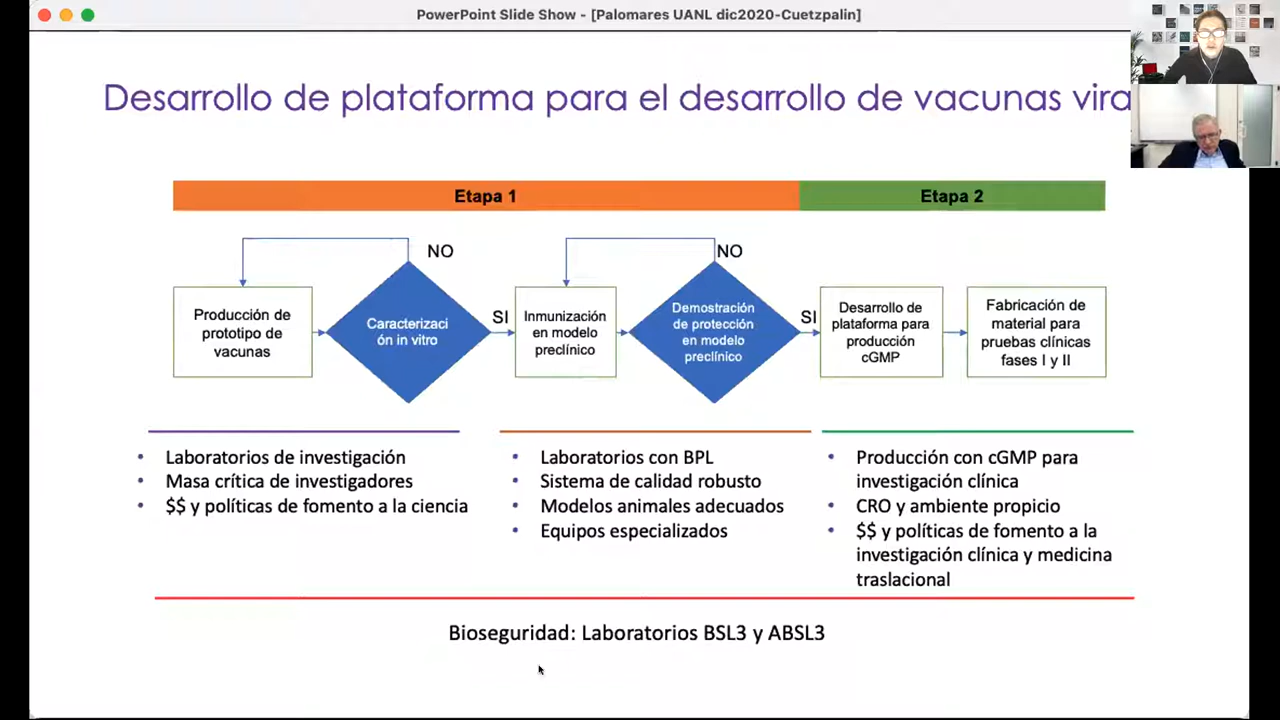 PowerPoint Slide Show - [Palomares UANL dic2020-Cuetzpalin]
Desarrollo de plataforma para el desarrollo de vacunas vira
Etapa 1
Etapa 2
NO
NO
Producción de
prototipo de
vacunas
Caracterizaci
ón in vitro
SI
Inmunización
en modelo
preclínico
Demostración
de protección
en modelo
preclínico
SI
Desarrollo de
plataforma para
producción
cGMP
Fabricación de
material para
pruebas clínicas
fases I y II
• Laboratorios de investigación
• Masa crítica de investigadores
• $$ y políticas de fomento a la ciencia
• Laboratorios con BPL
• Sistema de calidad robusto
• Modelos animales adecuados
• Equipos especializados
• Producción con cGMP para
investigación clínica
• CRO y ambiente propicio
• $$ y políticas de fomento a la
investigación clínica y medicina
traslacional
Bioseguridad: Laboratorios BSL3 y ABSL3